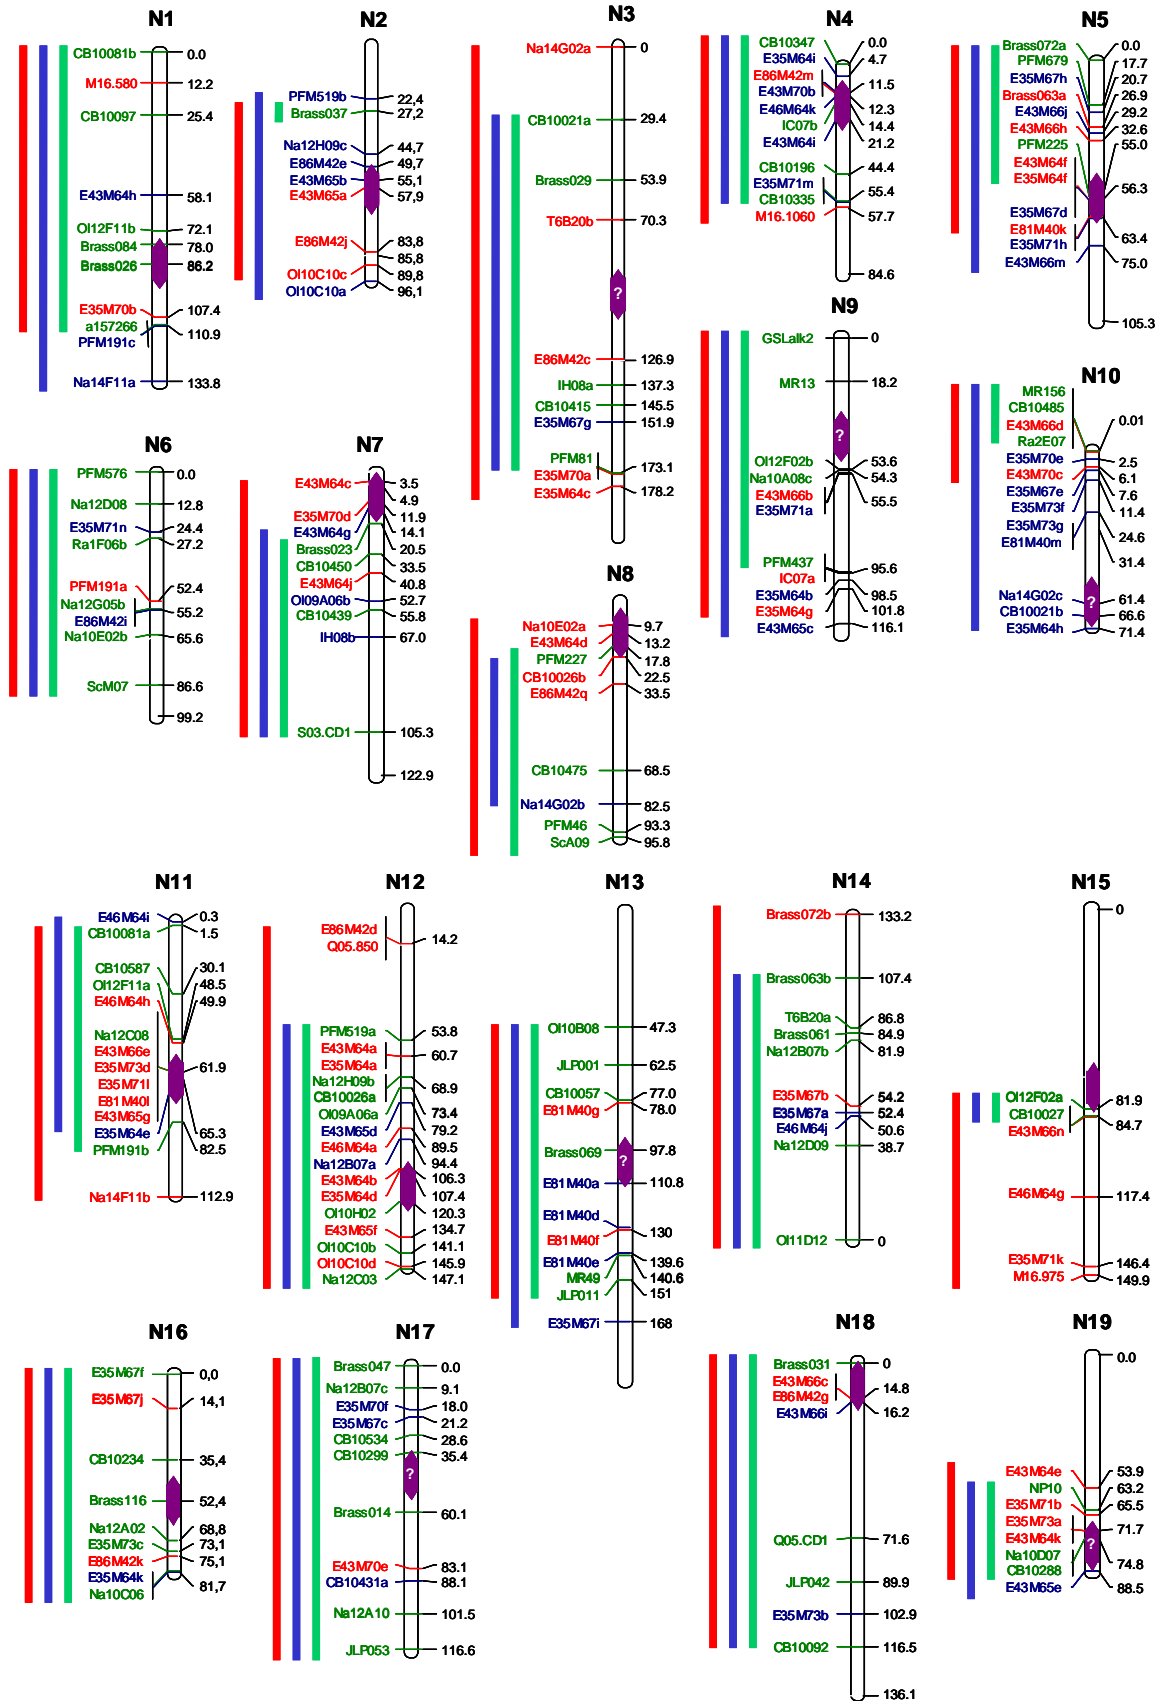 N1
CB10081b 0.0
M16.580 12.2
CB10097 25.4
E43M64h 58.1
Ol12F11b 72.1
Brass084 78.0
Brass026 86.2
E35M70b 107.4
a157266 110.9
PFM191c
Na14F11a 133.8
N2
PFM519b 22,4
Brass037 27,2
Na12H09c 44,7
E86M42e 49,7
E43M65b 55,1
E43M65a 57,9
E86M42j 83,8
85,8
Ol10C10c 89,8
Ol10C10a 96,1
N3
Na14G02a 0
CB10021a 29.4
Brass029 53.9
T6B20b 70.3
?
E86M42c 126.9
IH08a 137.3
CB10415 145.5
E35M67g 151.9
PFM81 173.1
E35M70a
E35M64c 178.2
N4
CB10347 0.0
E35M64i 4.7
E86M42m 11.5
E43M70b
E46M64k 12.3
IC07b 14.4
E43M64i 21.2
CB10196 44.4
E35M71m 55.4
CB10335
M16.1060 57.7
84.6
N5
Brass072a 0.0
PFM679 17.7
E35M67h 20.7
Brass063a 26.9
E43M66j 29.2
E43M66h 32.6
PFM225 55.0
E43M64f
E35M64f 56.3
E35M67d
E81M40k 63.4
E35M71h
E43M66m 75.0
105.3
N6
PFM576 0.0
Na12D08 12.8
E35M71n 24.4
Ra1F06b 27.2
PFM191a 52.4
Na12G05b 55.2
E86M42i
Na10E02b 65.6
ScM07 86.6
99.2
N7
E43M64c 3.5
4.9
E35M70d 11.9
E43M64g 14.1
Brass023 20.5
CB10450 33.5
E43M64j 40.8
Ol09A06b 52.7
CB10439 55.8
IH08b 67.0
S03.CD1 105.3
122.9
N8
Na10E02a 9.7
E43M64d 13.2
PFM227 17.8
CB10026b 22.5
E86M42q 33.5
CB10475 68.5
Na14G02b 82.5
PFM46 93.3
ScA09 95.8
N9
GSLalk2 0
MR13 18.2
?
Ol12F02b 53.6
Na10A08c 54.3
E43M66b 55.5
E35M71a
PFM437 95.6
IC07a
E35M64b 98.5
E35M64g 101.8
E43M65c 116.1
N10
MR156
CB10485 0.01
E43M66d
Ra2E07
E35M70e 2.5
E43M70c 6.1
E35M67e 7.6
E35M73f 11.4
E35M73g 24.6
E81M40m
31.4
Na14G02c 61.4
?
CB10021b 66.6
E35M64h 71.4
N11
E46M64i 0.3
CB10081a 1.5
CB10587 30.1
Ol12F11a 48.5
E46M64h 49.9
Na12C08
E43M66e
E35M73d 61.9
E35M71l
E81M40l
E43M65g
E35M64e 65.3
PFM191b 82.5
Na14F11b 112.9
N12
E86M42d 14.2
Q05.850
PFM519a 53.8
E43M64a 60.7
E35M64a
Na12H09b 68.9
CB10026a
Ol09A06a 73.4
E43M65d 79.2
E46M64a 89.5
Na12B07a 94.4
E43M64b 106.3
E35M64d 107.4
Ol10H02 120.3
E43M65f 134.7
Ol10C10b 141.1
Ol10C10d 145.9
Na12C03 147.1
N13
Ol10B08 47.3
JLP001 62.5
CB10057 77.0
E81M40g 78.0
Brass069 97.8
?
E81M40a 110.8
E81M40d
E81M40f 130
E81M40e 139.6
MR49 140.6
JLP011 151
E35M67i 168
N14
Brass072b 133.2
Brass063b 107.4
T6B20a 86.8
Brass061 84.9
Na12B07b 81.9
E35M67b 54.2
E35M67a 52.4
E46M64j 50.6
Na12D09 38.7
Ol11D12 0
N15
0
Ol12F02a 81.9
CB10027 84.7
E43M66n
E46M64g 117.4
E35M71k 146.4
M16.975 149.9
N16
E35M67f 0,0
E35M67j 14,1
CB10234 35,4
Brass116 52,4
Na12A02 68,8
E35M73c 73,1
E86M42k 75,1
E35M64k 81,7
Na10C06
N17
Brass047 0.0
Na12B07c 9.1
E35M70f 18.0
E35M67c 21.2
CB10534 28.6
CB10299 35.4
?
Brass014 60.1
E43M70e 83.1
CB10431a 88.1
Na12A10 101.5
JLP053 116.6
N18
Brass031 0
E43M66c 14.8
E86M42g
E43M66i 16.2
Q05.CD1 71.6
JLP042 89.9
E35M73b 102.9
CB10092 116.5
136.1
N19
0.0
E43M64e 53.9
NP10 63.2
E35M71b 65.5
E35M73a 71.7
E43M64k
?
Na10D07 74.8
CB10288
E43M65e 88.5